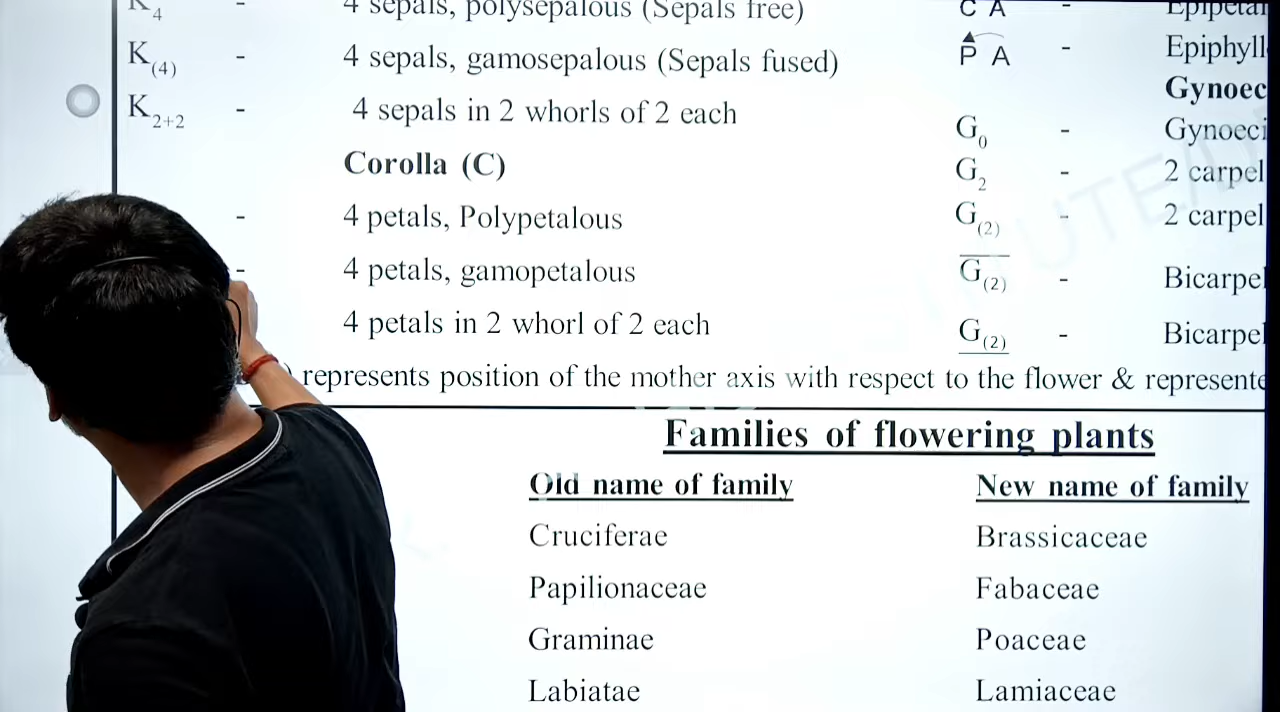 K4 - 4 sepals, polysepalous (Sepals free)
K(4) - 4 sepals, gamosepalous (Sepals fused)
K2+2 - 4 sepals in 2 whorls of 2 each
Corolla (C)
- 4 petals, Polypetalous
- 4 petals, gamopetalous
4 petals in 2 whorl of 2 each
C A -
P A - Epiphyll
Gynoec
G0 - Gynoeci
G2 - 2 carpel
G(2) - 2 carpel
G(2) - Bicarpel
G(2) - Bicarpel
) represents position of the mother axis with respect to the flower & represente
Families of flowering plants
Old name of family New name of family
Cruciferae Brassicaceae
Papilionaceae Fabaceae
Graminae Poaceae
Labiatae Lamiaceae